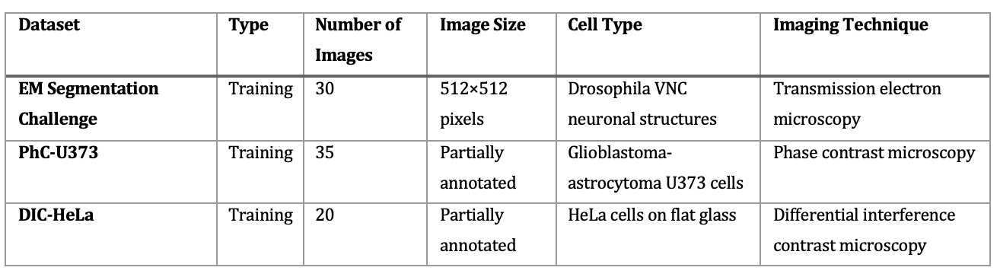 Dataset Type Number of Images Image Size Cell Type Imaging Technique
EM Segmentation Challenge Training 30 512×512 pixels Drosophila VNC neuronal structures Transmission electron microscopy
PhC-U373 Training 35 Partially annotated Glioblastoma-astrocytoma U373 cells Phase contrast microscopy
DIC-HeLa Training 20 Partially annotated HeLa cells on flat glass Differential interference contrast microscopy